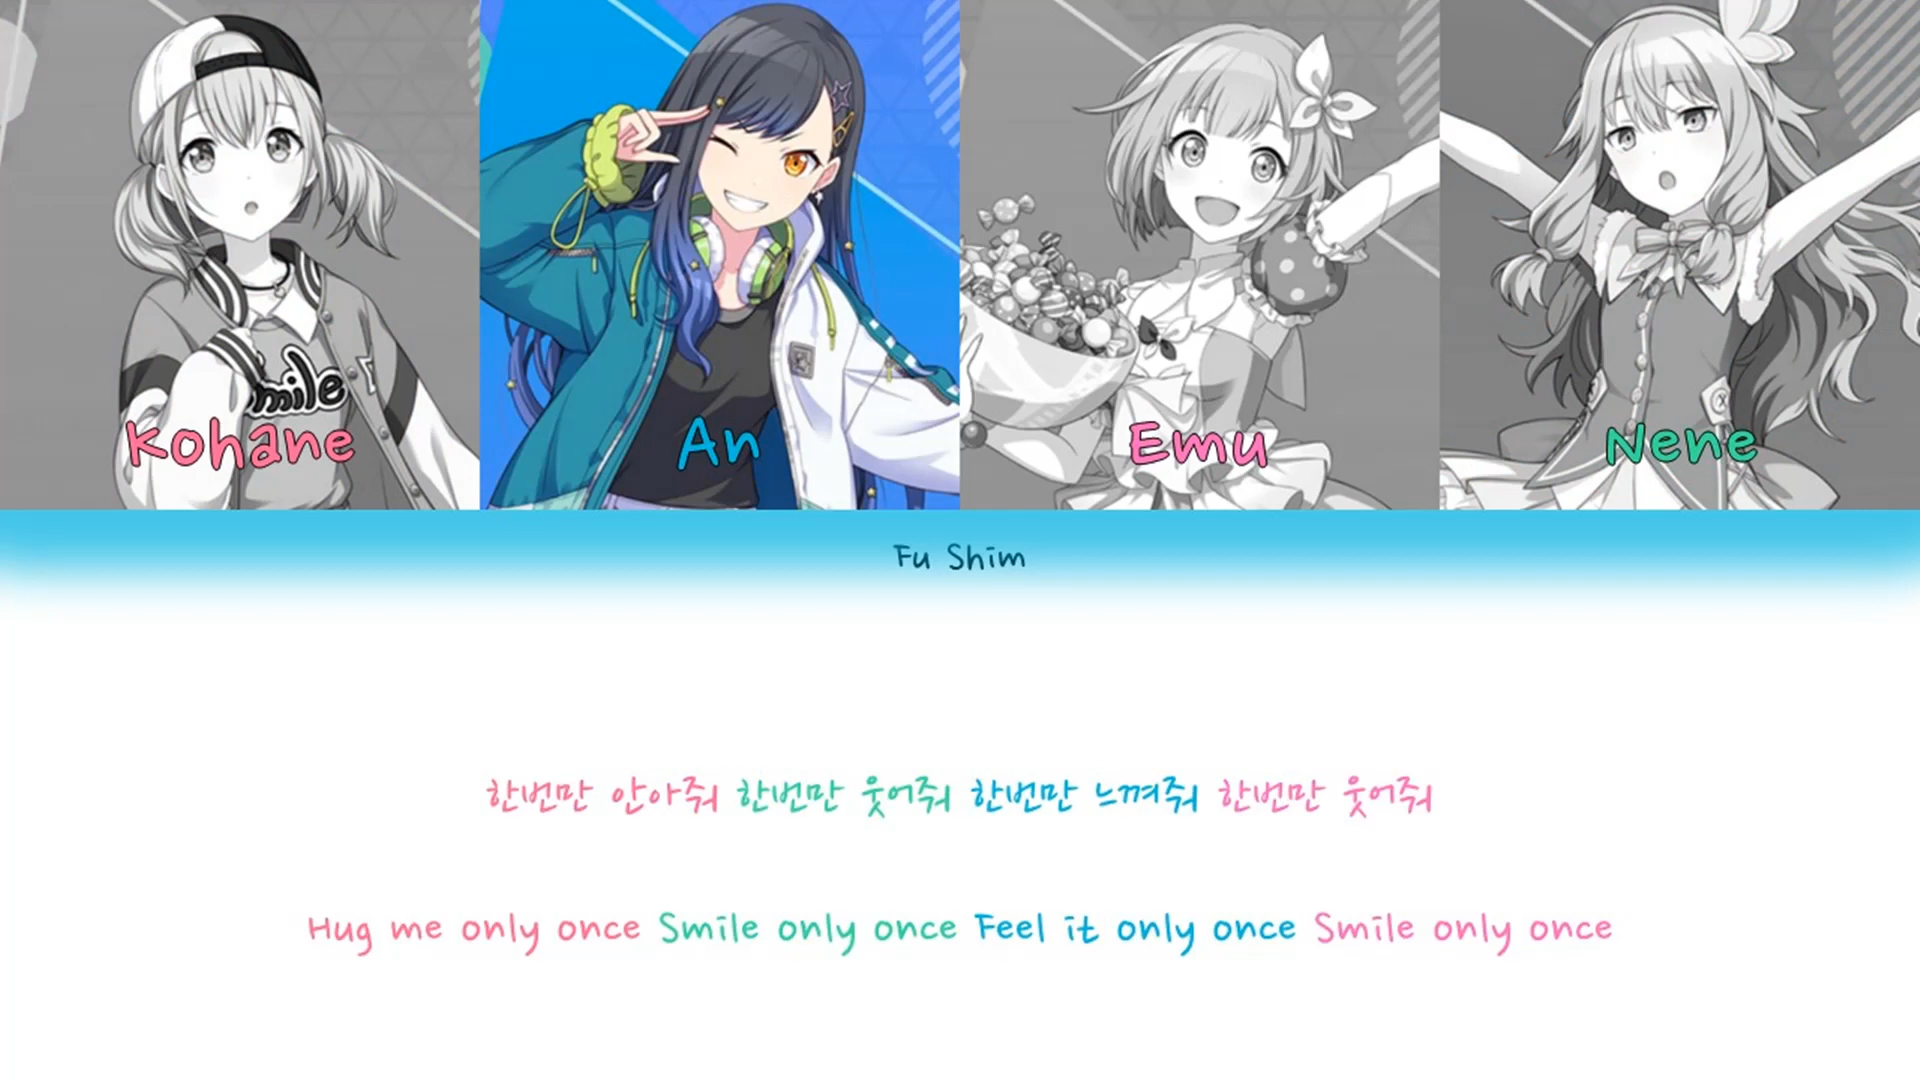 Smile
Kohane
An
Emu
Nene
Fu Shim
한번만 안아줘 한번만 웃어줘 한번만 느껴줘 한번만 웃어줘
Hug me only once Smile only once Feel it only once Smile only once